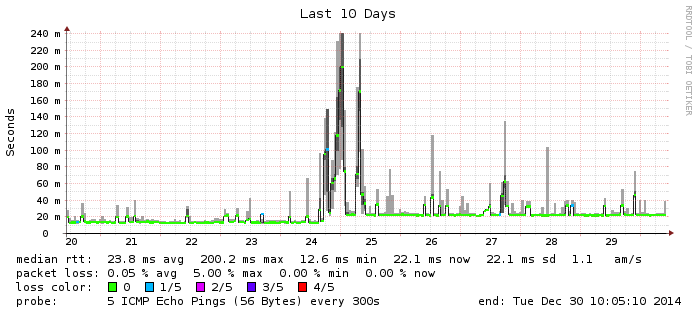 Last 10 Days
RRDTOOL / TOBI OETIKER
Seconds
240 m
220 m
200 m
180 m
160 m
140 m
120 m
100 m
80 m
60 m
40 m
20 m
0
20 21 22 23 24 25 26 27 28 29
median rtt: 23.8 ms avg 200.2 ms max 12.6 ms min 22.1 ms now 22.1 ms sd 1.1 am/s
packet loss: 0.05 % avg 5.00 % max 0.00 % min 0.00 % now
loss color: 0 1/5 2/5 3/5 4/5
probe: 5 ICMP Echo Pings (56 Bytes) every 300s end: Tue Dec 30 10:05:10 2014